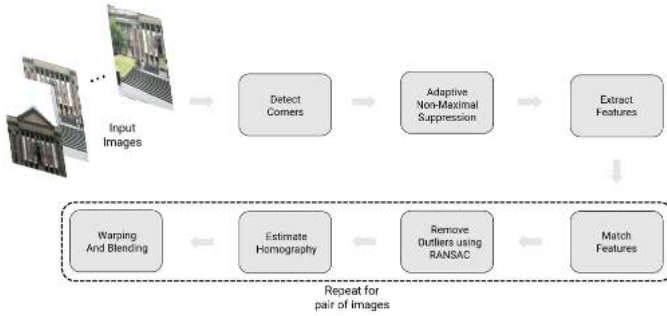 Input
Images
Detect
Corners
Adaptive
Non-Maximal
Suppression
Extract
Features
Match
Features
Remove
Outliers using
RANSAC
Estimate
Homography
Warping
And Blending
Repeat for
pair of images